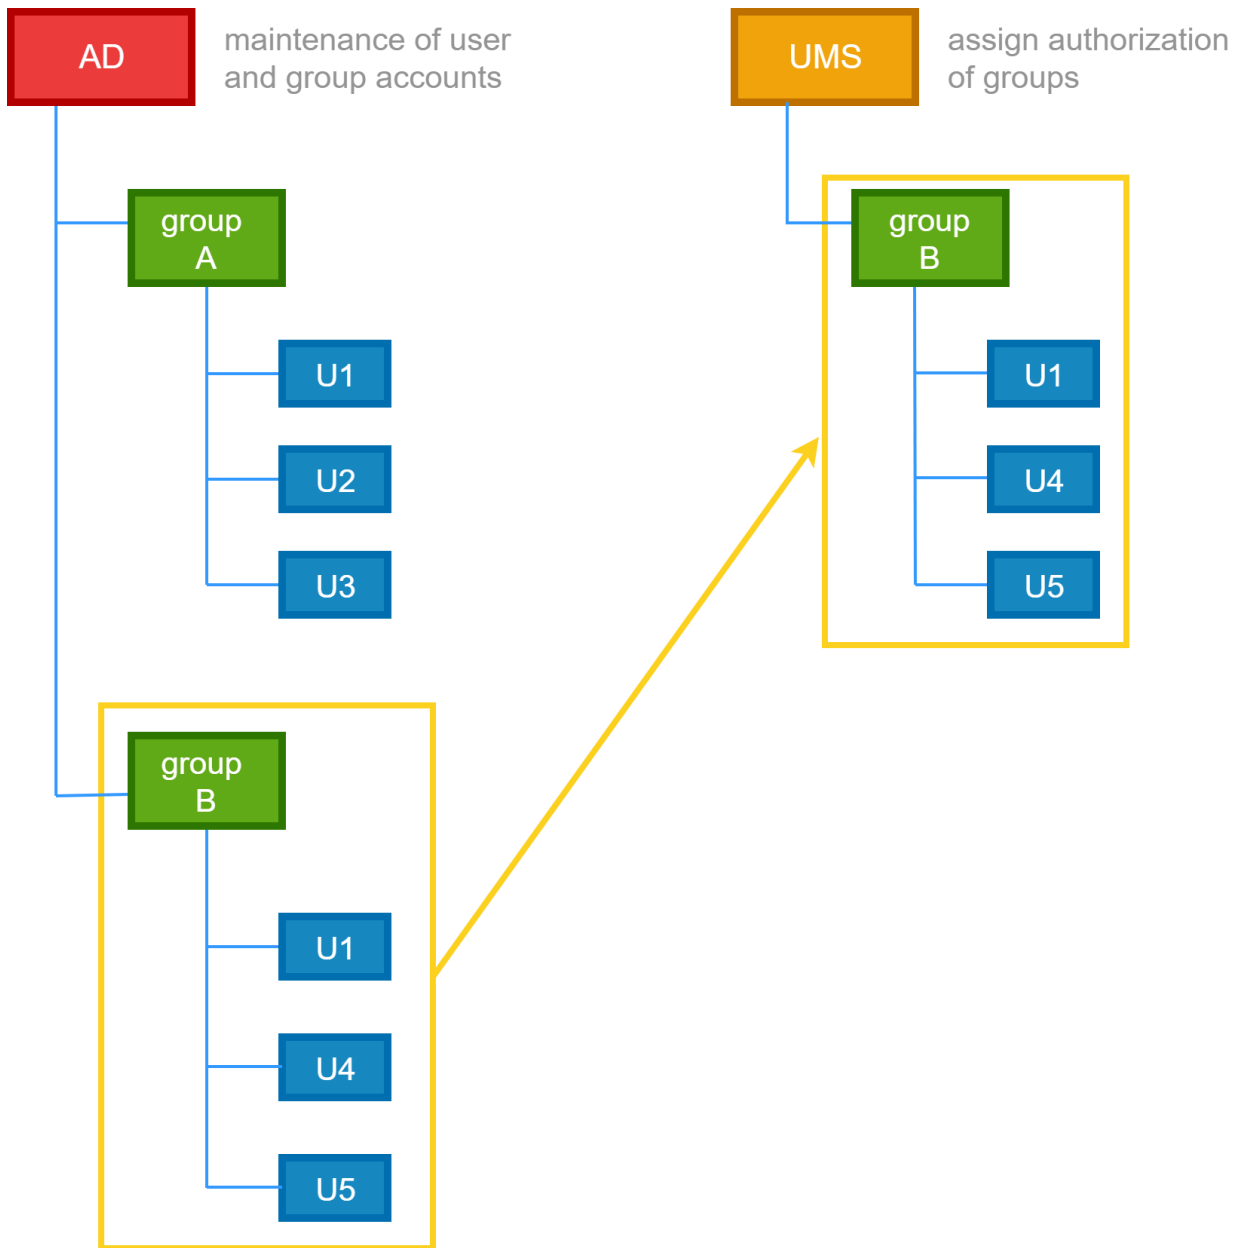 AD
maintenance of user
and group accounts
UMS
assign authorization
of groups
group
A
U1
U2
U3
group
B
U1
U4
U5
group
B
U1
U4
U5